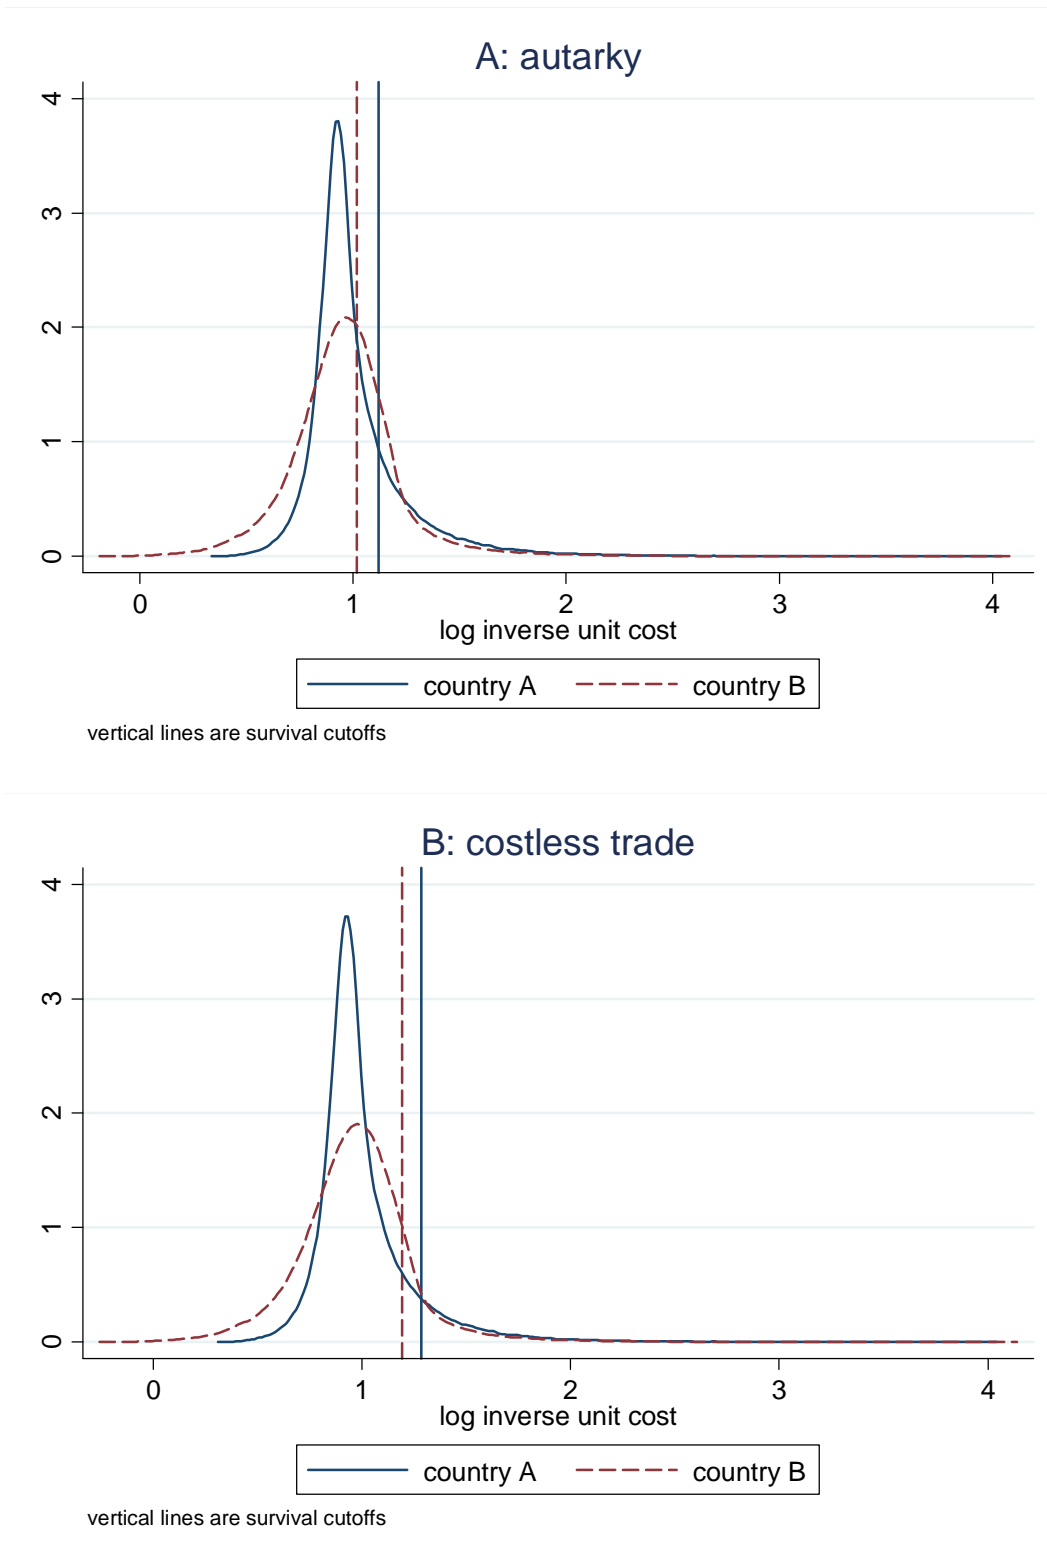 A: autarky
4
3
2
1
0
0 1 2 3 4
log inverse unit cost
country A country B
vertical lines are survival cutoffs
B: costless trade
4
3
2
1
0
0 1 2 3 4
log inverse unit cost
country A country B
vertical lines are survival cutoffs